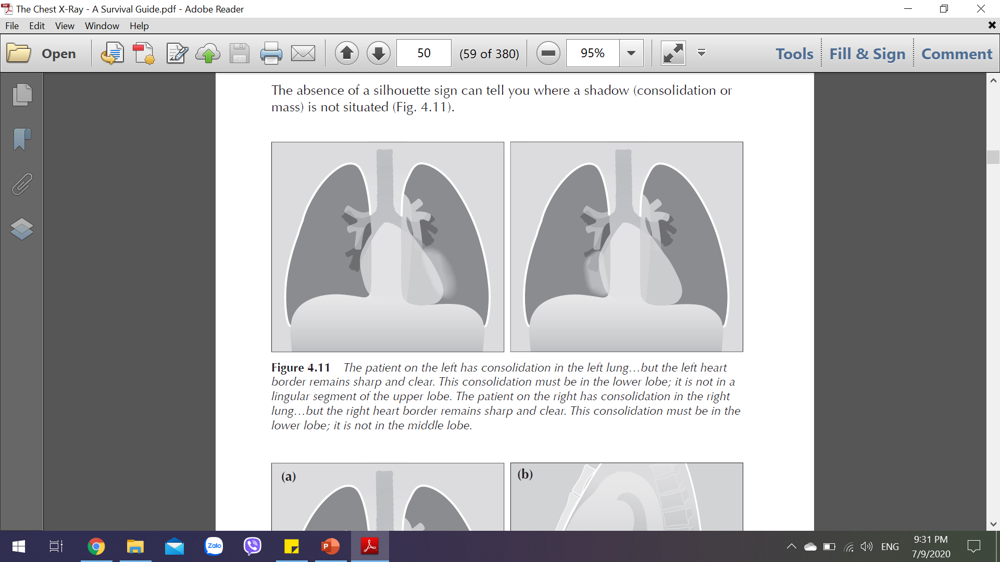 The Chest X-Ray - A Survival Guide.pdf - Adobe Reader
File Edit View Window Help
Open 50 (59 of 380) 95% Tools Fill & Sign Comment
The absence of a silhouette sign can tell you where a shadow (consolidation or
mass) is not situated (Fig. 4.11).
Figure 4.11 The patient on the left has consolidation in the left lung…but the left heart
border remains sharp and clear. This consolidation must be in the lower lobe; it is not in a
lingular segment of the upper lobe. The patient on the right has consolidation in the right
lung…but the right heart border remains sharp and clear. This consolidation must be in the
lower lobe; it is not in the middle lobe.
(a)
(b)
Zalo
P
ENG
9:31 PM
7/9/2020